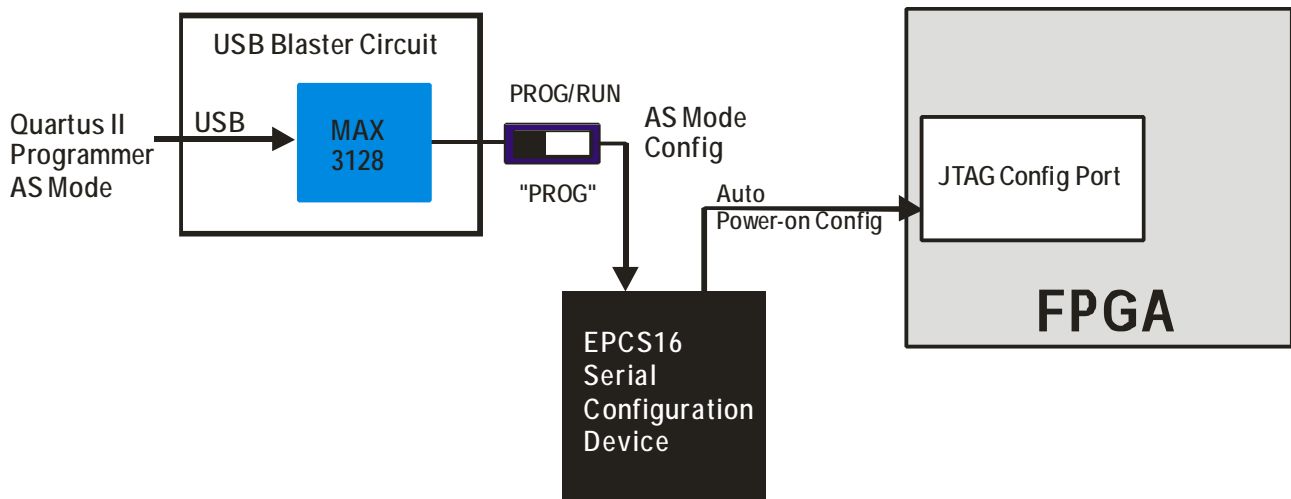 USB Blaster Circuit
Quartus II
Programmer
AS Mode
USB
MAX
3128
PROG/RUN
"PROG"
AS Mode
Config
Auto
Power-on Config
JTAG Config Port
FPGA
EPCS16
Serial
Configuration
Device